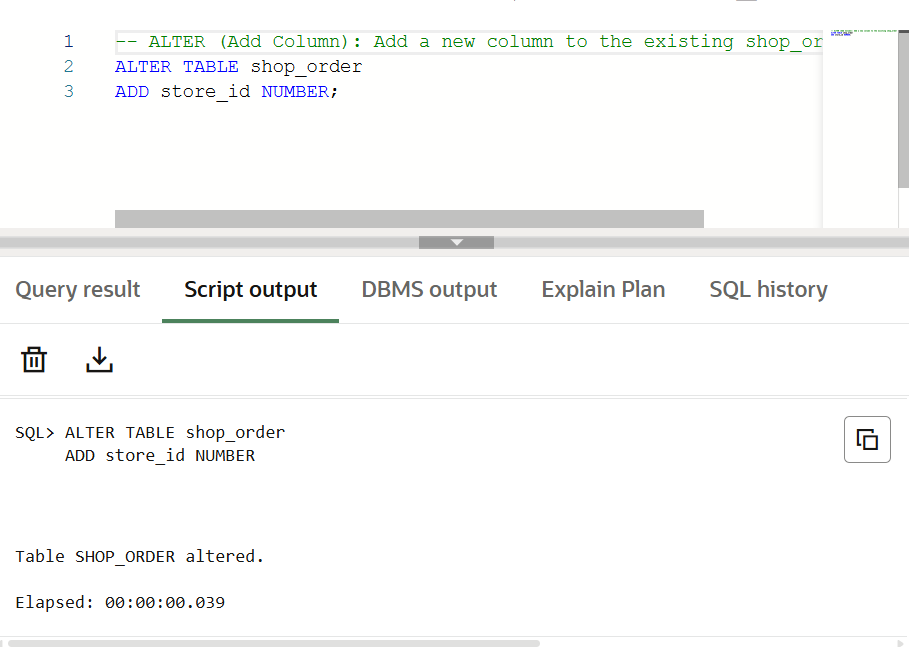 1 -- ALTER (Add Column): Add a new column to the existing shop_or
2 ALTER TABLE shop_order
3 ADD store_id NUMBER;
Query result Script output DBMS output Explain Plan SQL history
SQL> ALTER TABLE shop_order
ADD store_id NUMBER
Table SHOP_ORDER altered.
Elapsed: 00:00:00.039